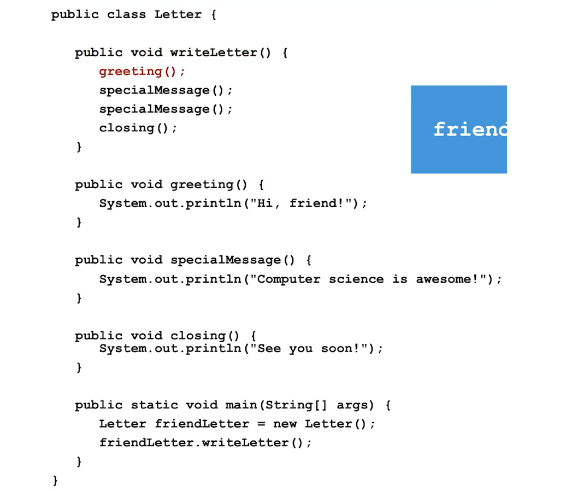 public class Letter {
public void writeLetter() {
greeting();
specialMessage();
specialMessage();
closing();
}
friend
public void greeting() {
System.out.println("Hi, friend!");
}
public void specialMessage() {
System.out.println("Computer science is awesome!");
}
public void closing() {
System.out.println("See you soon!");
}
public static void main(String[] args) {
Letter friendLetter = new Letter();
friendLetter.writeLetter();
}
}